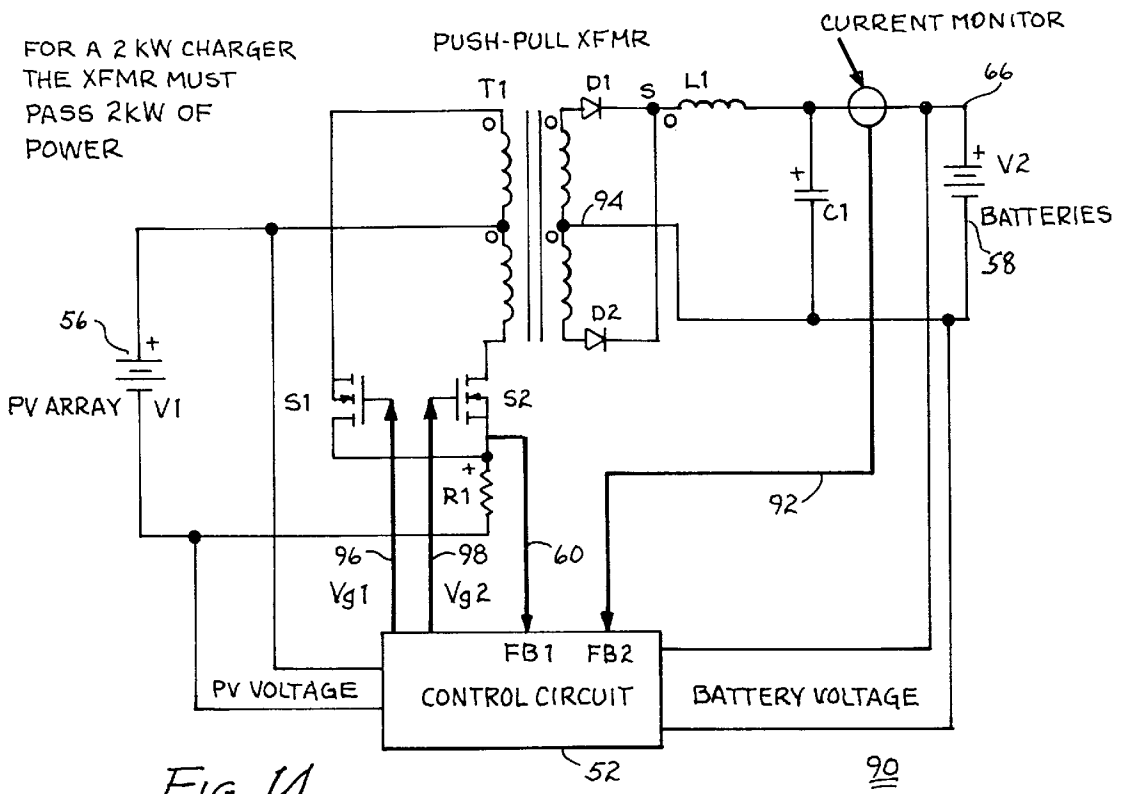 CURRENT MONITOR
FOR A 2 KW CHARGER
THE XFMR MUST
PASS 2KW OF
POWER
PUSH-PULL XFMR
T1
D1
S
L1
66
+
V2
+
C1
BATTERIES
58
94
D2
56
+
PV ARRAY
V1
S1
S2
+
R1
92
96
98
60
Vg1
Vg2
FB1
FB2
PV VOLTAGE
CONTROL CIRCUIT
BATTERY VOLTAGE
52
90
Fig. 14